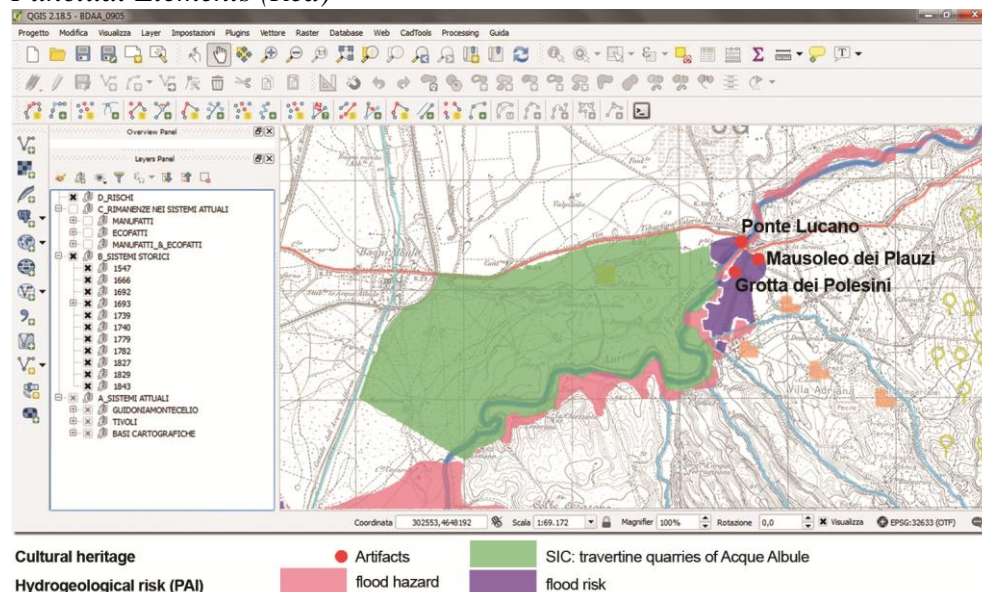 Punctual Elements (Red)
QGIS 2.18.5 - BDAA_0905
Progetto Modifica Visualizza Layer Impostazioni Plugins Vettore Raster Database Web CadTools Processing Guida
Overview Panel
Layers Panel
D_RISCHI
C_RIMANENZE NEI SISTEMI ATTUALI
MANUFATTI
ECOFATTI
MANUFATTI_&_ECOFATTI
B_SISTEMI STORICI
1547
1666
1692
1693
1739
1740
1779
1782
1827
1829
1843
A_SISTEMI ATTUALI
GUIDONIAMONTECELIO
TIVOLI
BASI CARTOGRAFICHE
Ponte Lucano
Mausoleo dei Plauzi
Grotta dei Polesini
Villa Adriana
Coordinata 302553,4648192 Scala 1:69.172 Magnifier 100% Rotazione 0,0 Visualizza EPSG:32633 (OTF)
Cultural heritage Artifacts SIC: travertine quarries of Acque Albule
Hydrogeological risk (PAI) flood hazard flood risk